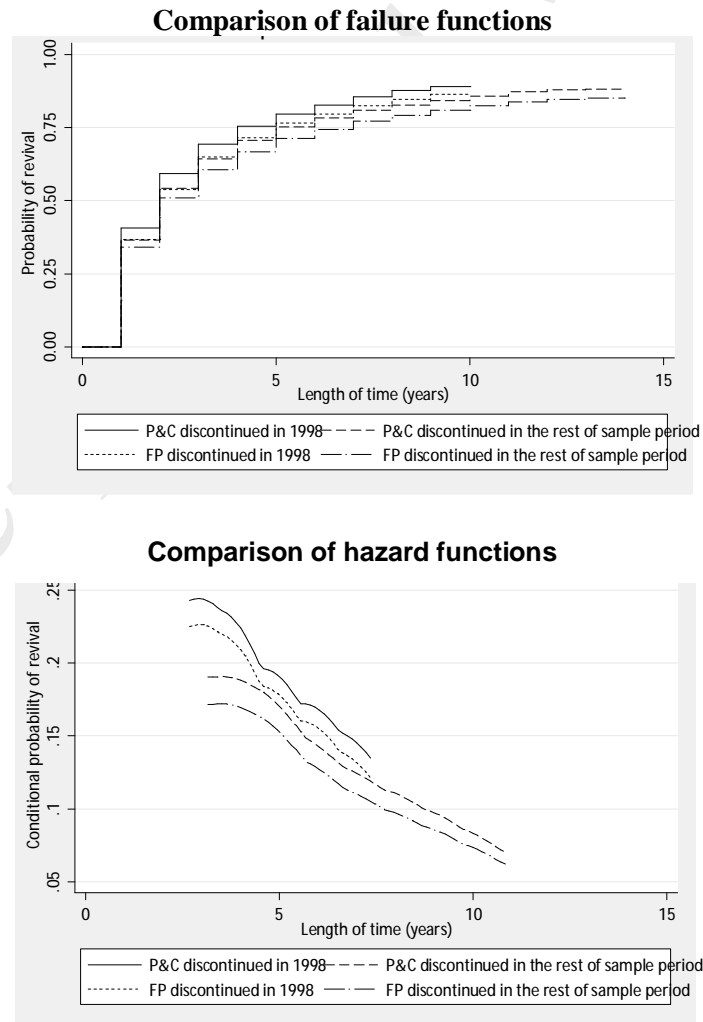 Comparison of failure functions
1.00
0.75
0.50
0.25
0.00
Probability of revival
0 5 10 15
Length of time (years)
P&C discontinued in 1998 P&C discontinued in the rest of sample period
FP discontinued in 1998 FP discontinued in the rest of sample period
Comparison of hazard functions
.25
.2
.15
.1
.05
Conditional probability of revival
0 5 10 15
Length of time (years)
P&C discontinued in 1998 P&C discontinued in the rest of sample period
FP discontinued in 1998 FP discontinued in the rest of sample period